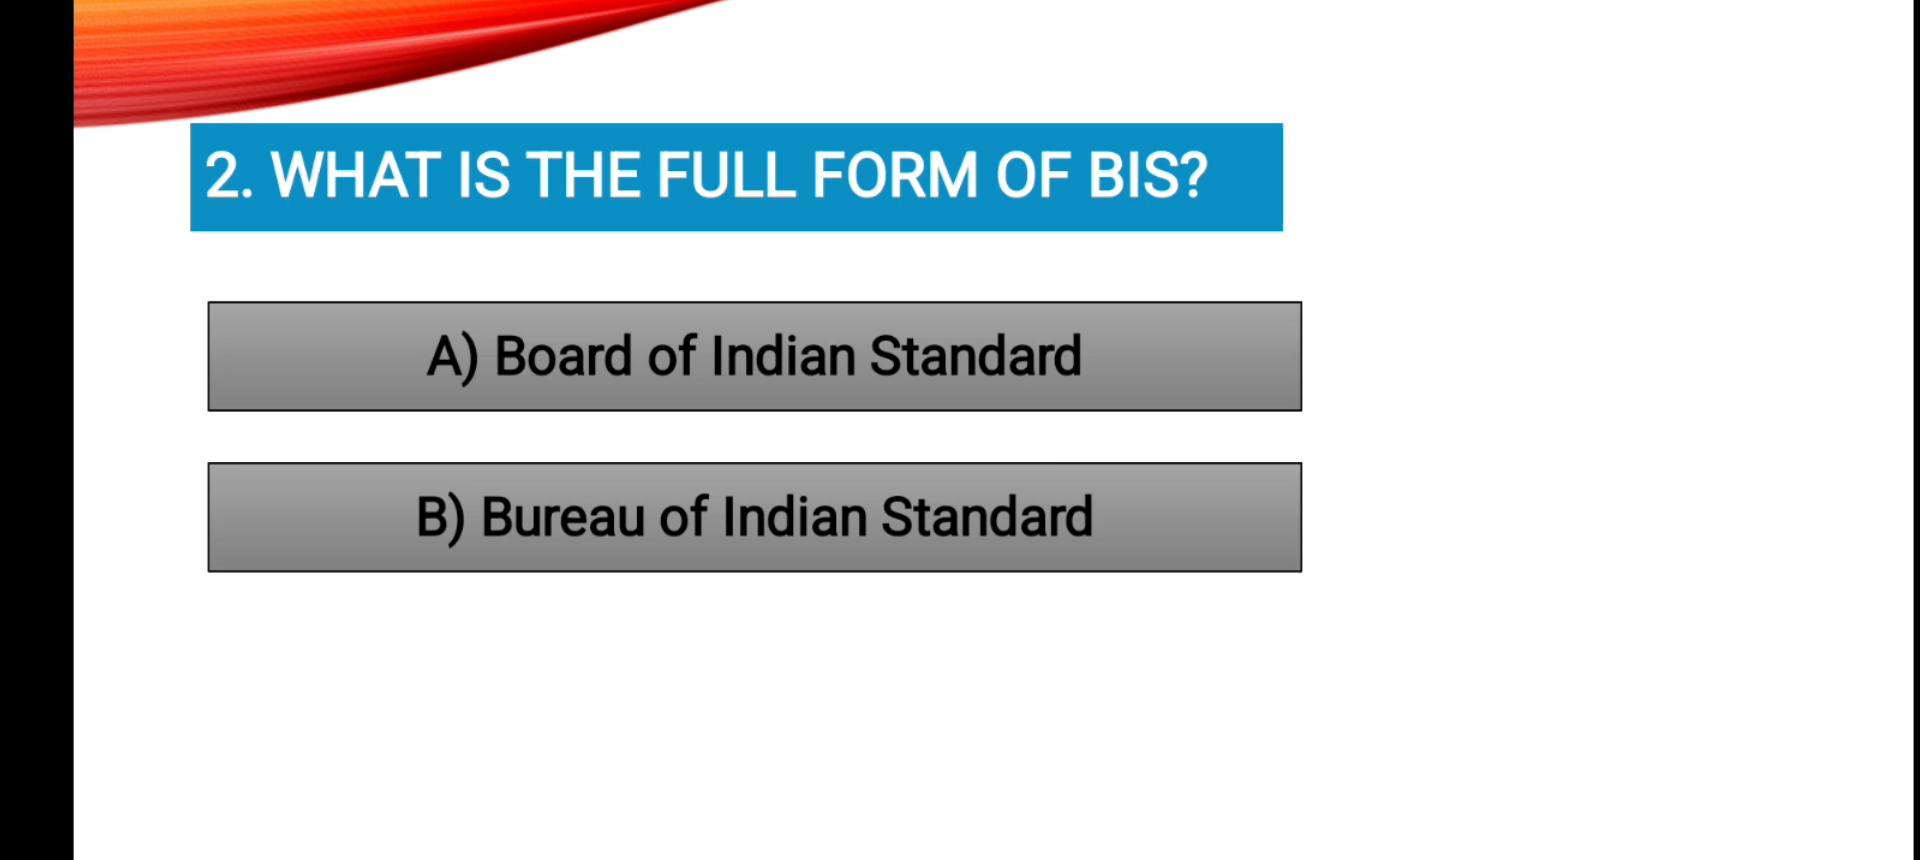 2. WHAT IS THE FULL FORM OF BIS?
A) Board of Indian Standard
B) Bureau of Indian Standard